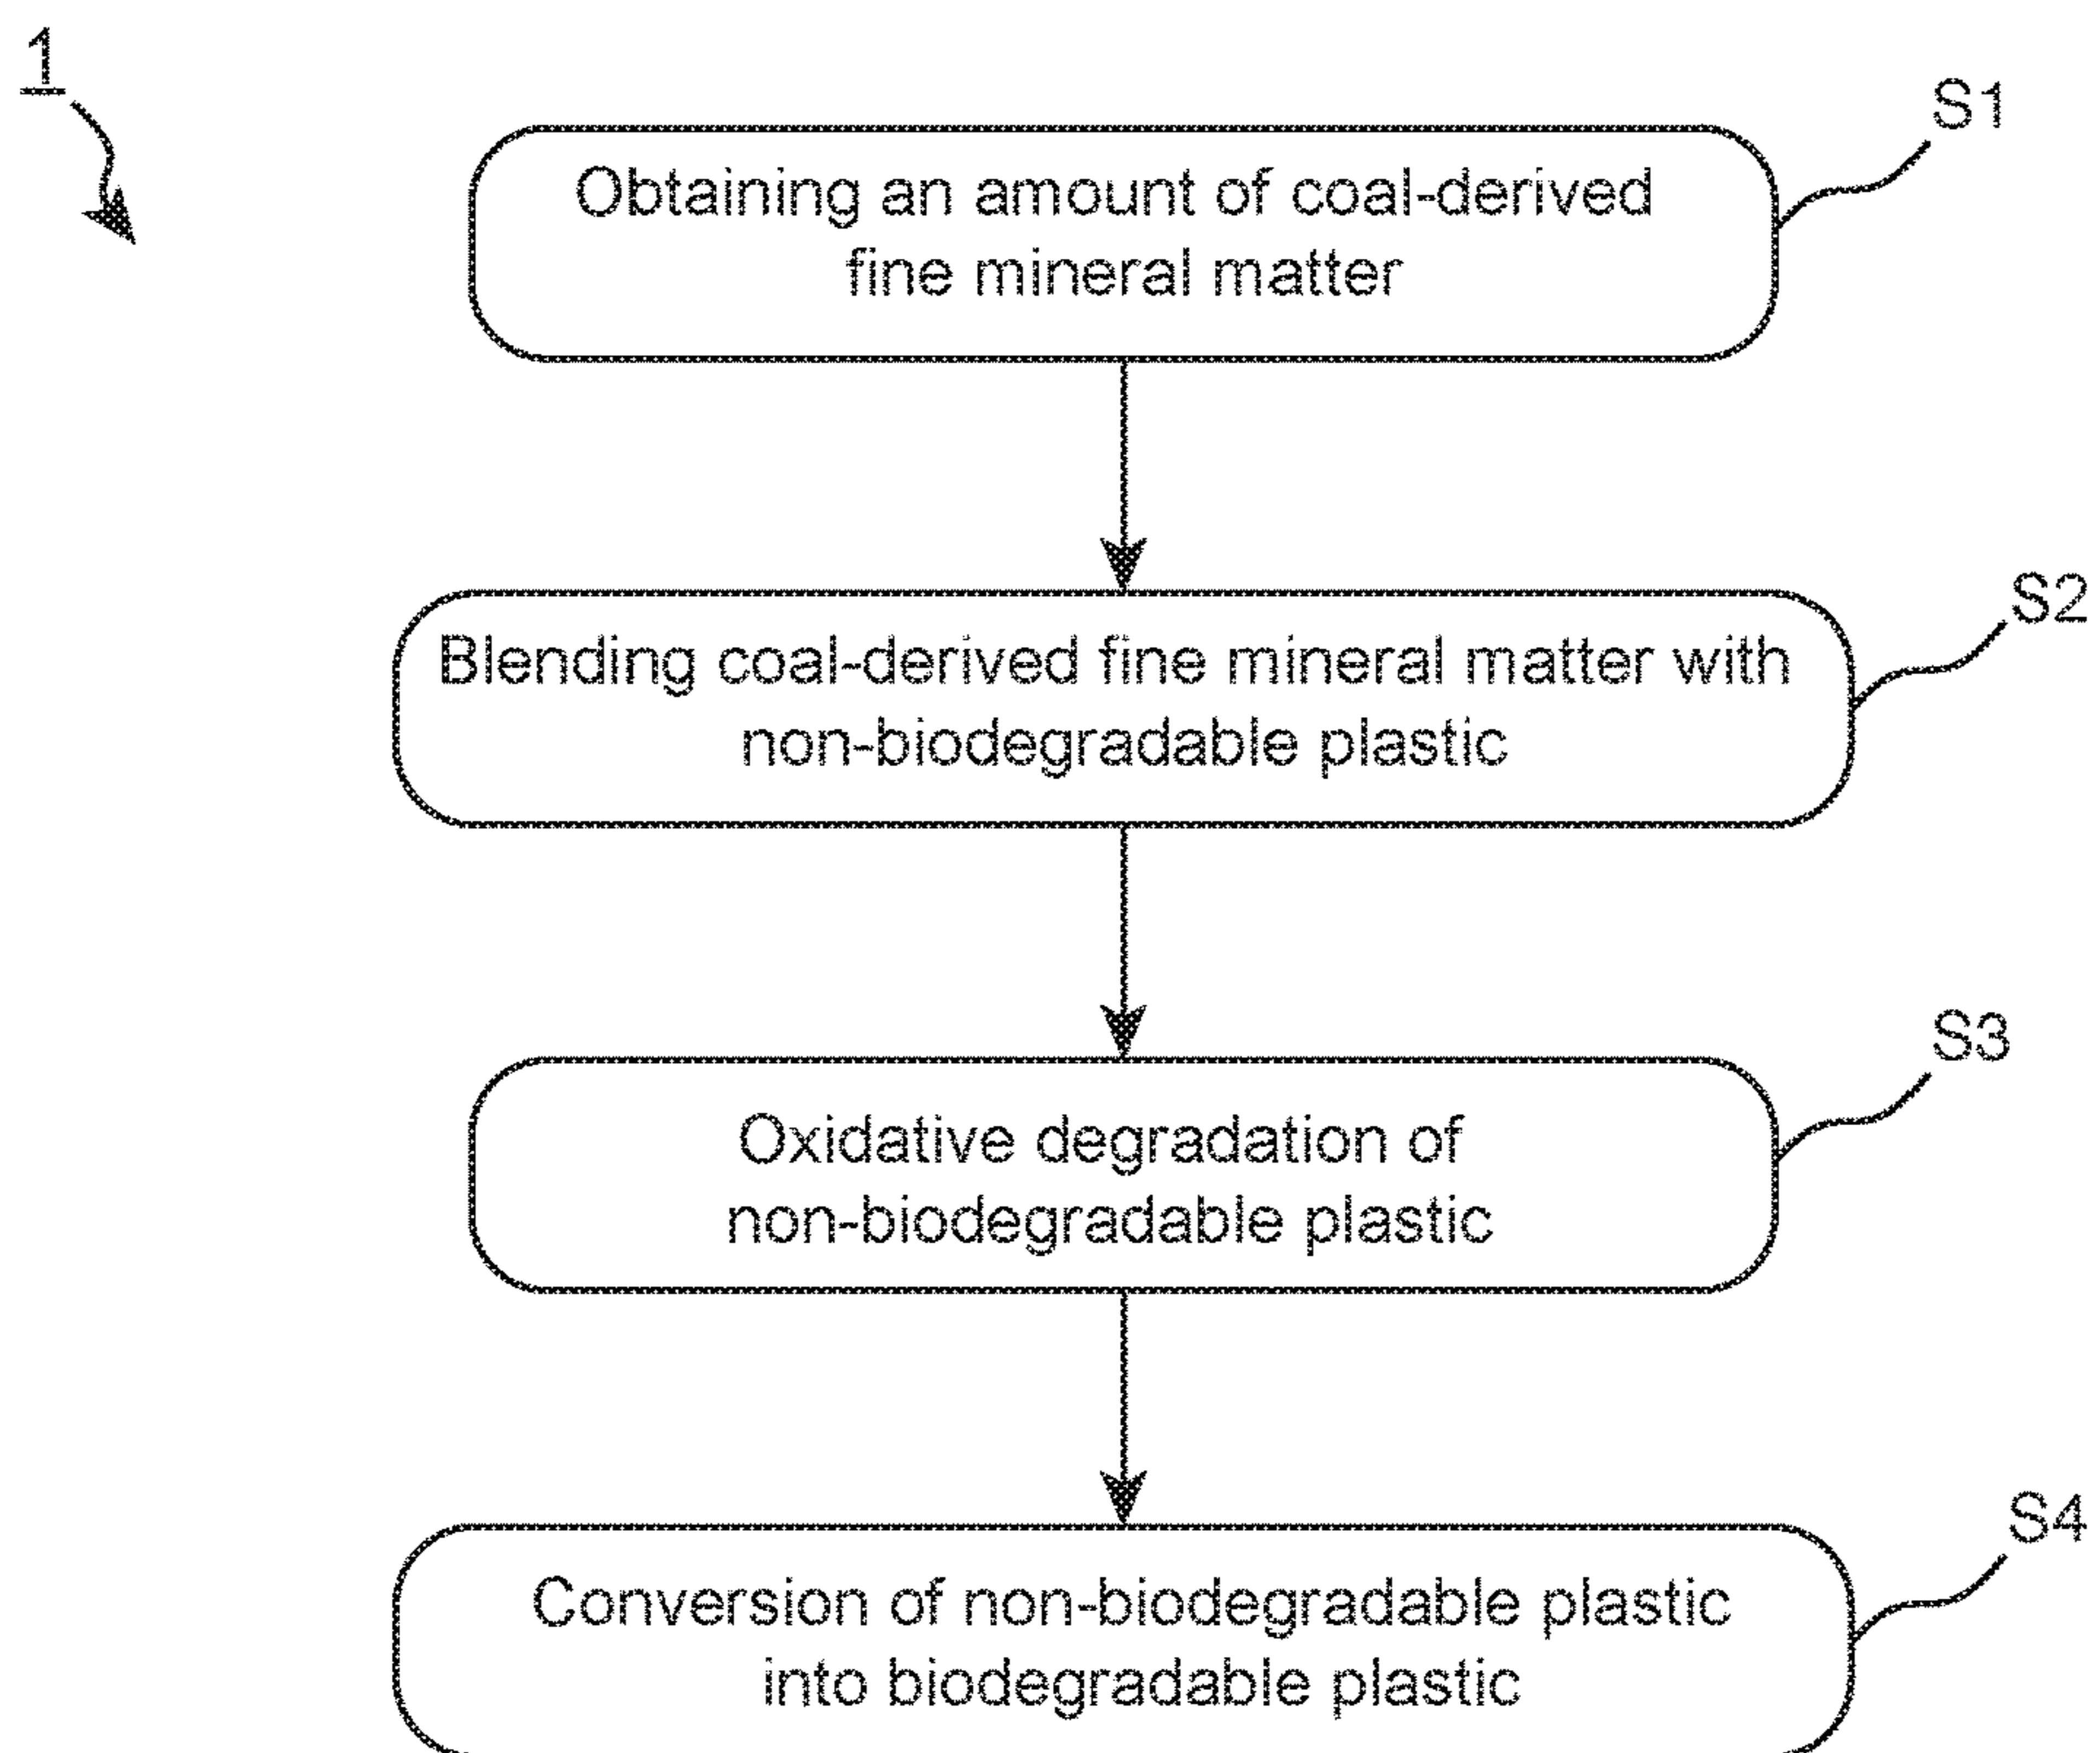 1
S1
Obtaining an amount of coal-derived
fine mineral matter
S2
Blending coal-derived fine mineral matter with
non-biodegradable plastic
S3
Oxidative degradation of
non-biodegradable plastic
S4
Conversion of non-biodegradable plastic
into biodegradable plastic